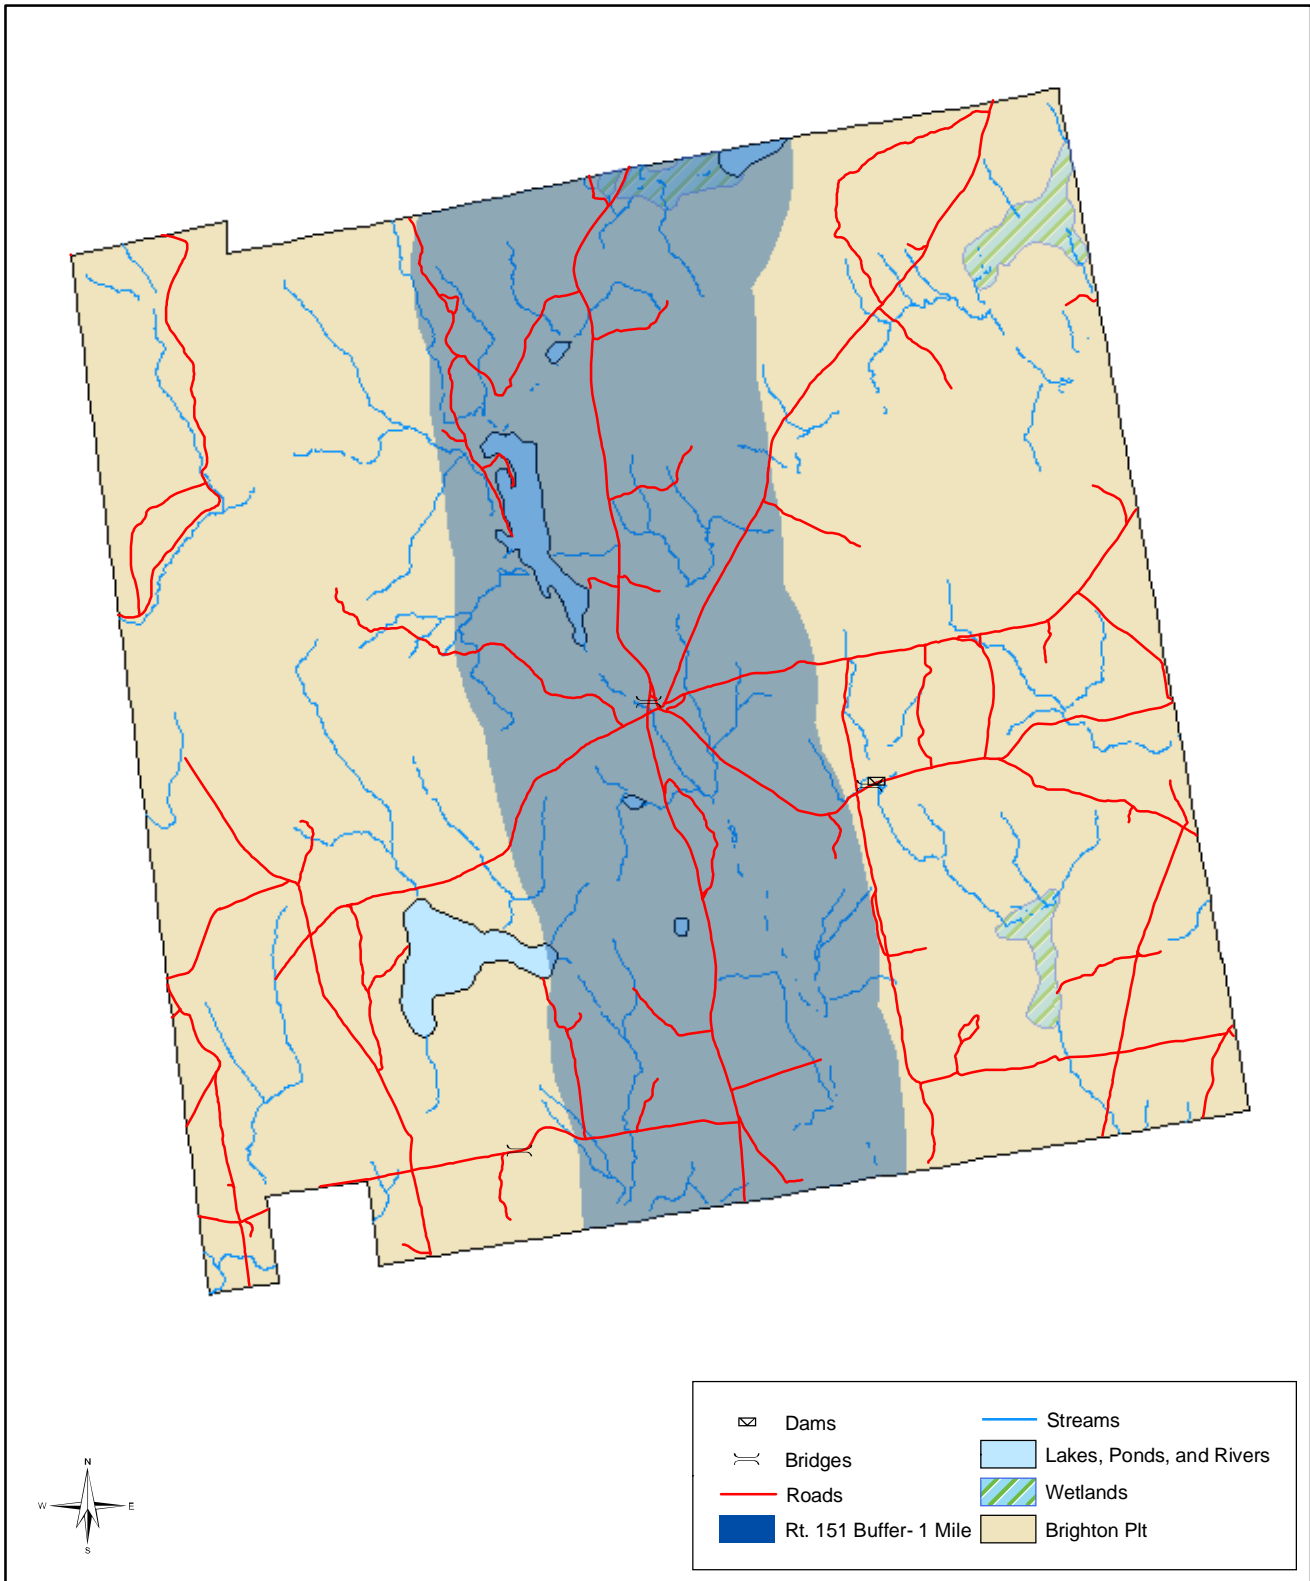 Dams
Bridges
Roads
Rt. 151 Buffer- 1 Mile
Streams
Lakes, Ponds, and Rivers
Wetlands
Brighton Plt
N
W E
S